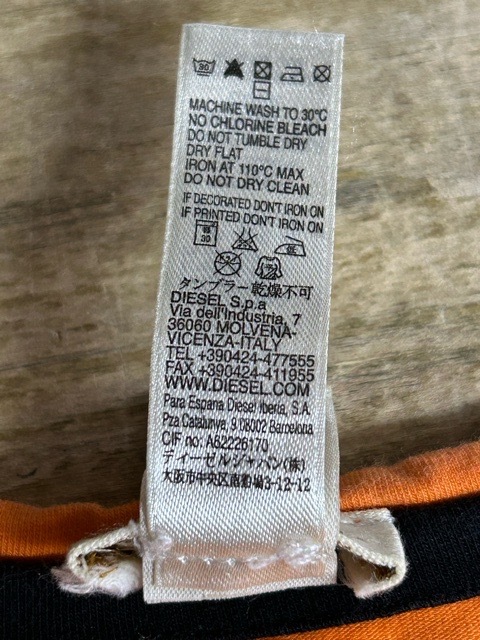 30
MACHINE WASH TO 30°C
NO CHLORINE BLEACH
DO NOT TUMBLE DRY
DRY FLAT
IRON AT 110°C MAX
DO NOT DRY CLEAN
IF DECORATED DON'T IRON ON
IF PRINTED DON'T IRON ON
30
タンブラー乾燥不可
DIESEL S.p.a
Via dell'Industria, 7
36060 MOLVENA-
VICENZA-ITALY
TEL +390424-477555
FAX +390424-411955
WWW.DIESEL.COM
Para Espana Diesel Iberia, S.A.
Pza Catalunya, 9 08002 Barcelona
CIF no: A62226170
ディーゼルジャパン(株)
大阪市中央区南船場3-12-12